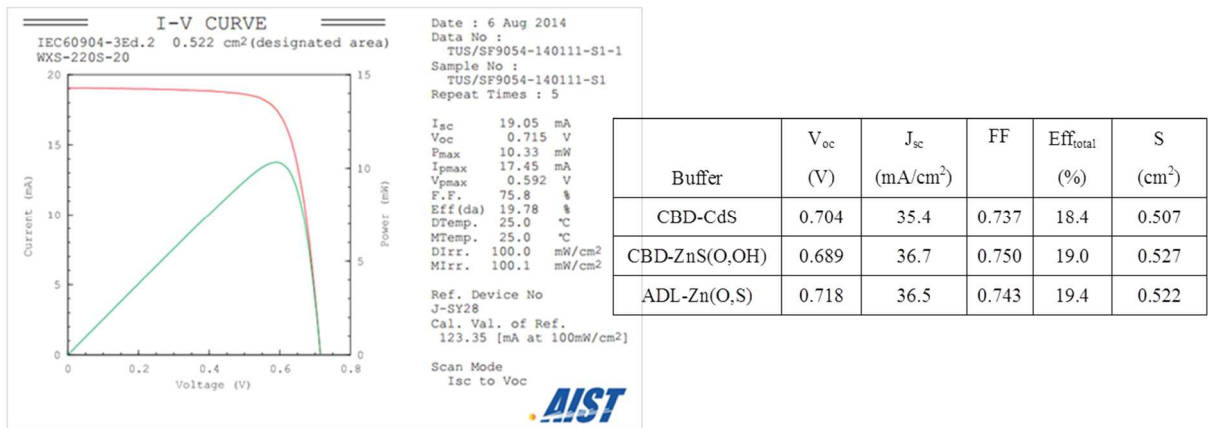 I-V CURVE
IEC60904-3Ed.2 0.522 cm²(designated area)
WXS-220S-20
20
15
10
5
0
15
10
5
0
0
0.2
0.4
0.6
0.8
Current (mA)
Power (mW)
Voltage (V)
Date : 6 Aug 2014
Data No :
TUS/SF9054-140111-S1-1
Sample No :
TUS/SF9054-140111-S1
Repeat Times : 5
Isc 19.05 mA
Voc 0.715 V
Pmax 10.33 mW
Ipmax 17.45 mA
Vpmax 0.592 V
F.F. 75.8 %
Eff(da) 19.78 %
DTemp. 25.0 °C
MTemp. 25.0 °C
DIrr. 100.0 mW/cm²
MIrr. 100.1 mW/cm²
Ref. Device No
J-SY28
Cal. Val. of Ref.
123.35 [mA at 100mW/cm²]
Scan Mode
Isc to Voc
AIST
Buffer Voc (V) Jsc (mA/cm²) FF Efftotal (%) S (cm²)
CBD-CdS 0.704 35.4 0.737 18.4 0.507
CBD-ZnS(O,OH) 0.689 36.7 0.750 19.0 0.527
ADL-Zn(O,S) 0.718 36.5 0.743 19.4 0.522